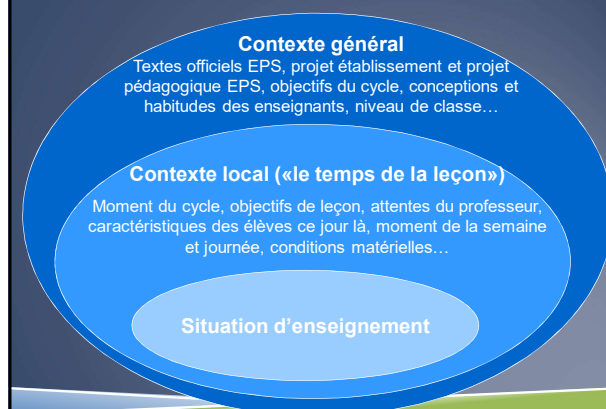 Contexte général
Textes officiels EPS, projet établissement et projet
pédagogique EPS, objectifs du cycle, conceptions et
habitudes des enseignants, niveau de classe…
Contexte local («le temps de la leçon»)
Moment du cycle, objectifs de leçon, attentes du professeur,
caractéristiques des élèves ce jour là, moment de la semaine
et journée, conditions matérielles…
Situation d’enseignement